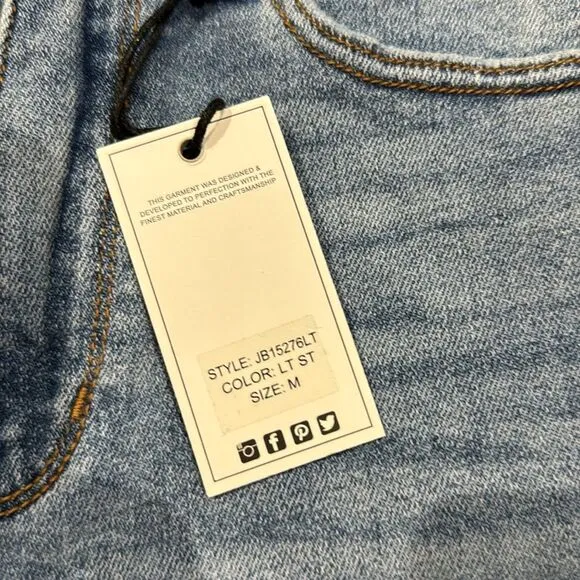 THIS GARMENT WAS DESIGNED &
DEVELOPED TO PERFECTION WITH THE
FINEST MATERIAL AND CRAFTSMANSHIP
STYLE: JB15276LT
COLOR: LT ST
SIZE: M